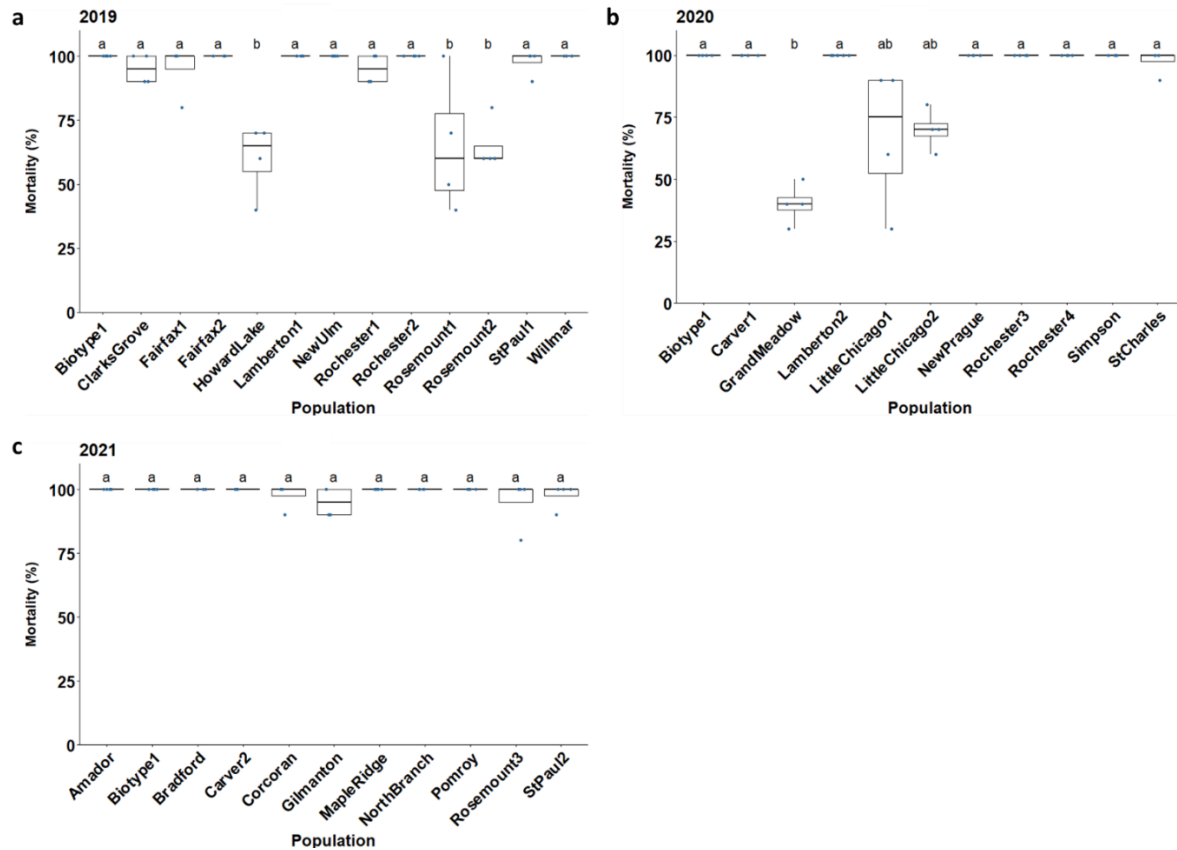 a
2019
a a a a b a a a a b b a a
100
75
50
25
0
Mortality (%)
Biotype1
ClarksGrove
Fairfax1
Fairfax2
HowardLake
Lamberton1
NewUlm
Rochester1
Rochester2
Rosemount1
Rosemount2
StPaul1
Willmar
Population
b
2020
a a b a ab ab a a a a a
100
75
50
25
0
Mortality (%)
Biotype1
Carver1
GrandMeadow
Lamberton2
LittleChicago1
LittleChicago2
NewPrague
Rochester3
Rochester4
Simpson
StCharles
Population
c
2021
a a a a a a a a a a a
100
75
50
25
0
Mortality (%)
Amador
Biotype1
Bradford
Carver2
Corcoran
Gilmanton
MapleRidge
NorthBranch
Pomroy
Rosemount3
StPaul2
Population